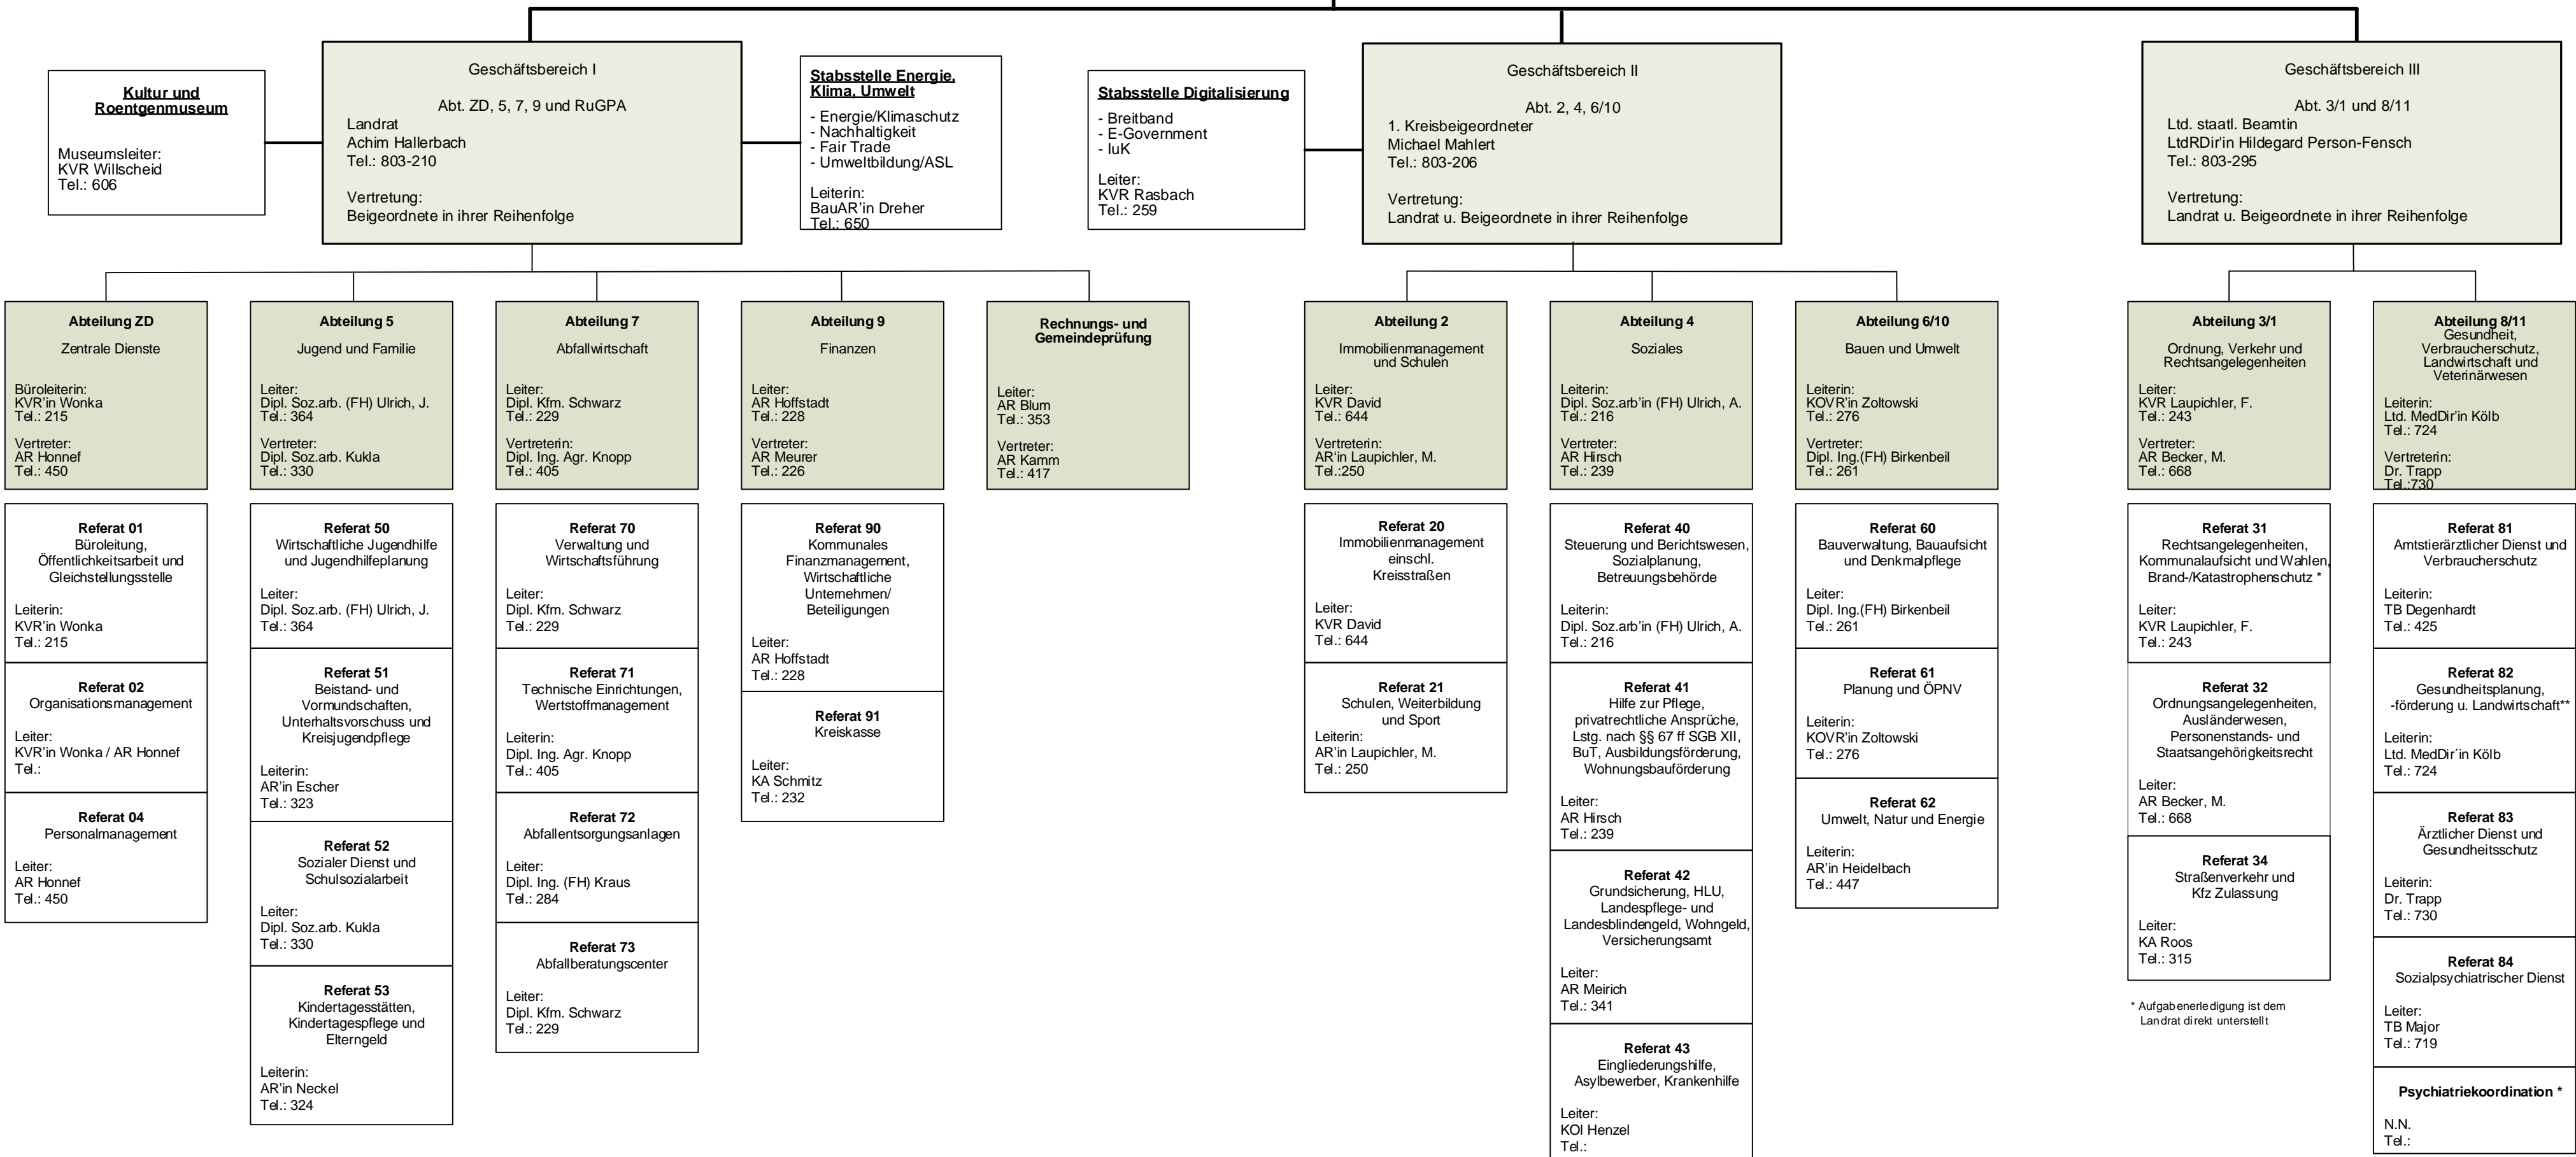 Kultur und
Roentgenmuseum
Museumsleiter:
KVR Willscheid
Tel.: 606
Geschäftsbereich I
Abt. ZD, 5, 7, 9 und RuGPA
Landrat
Achim Hallerbach
Tel.: 803-210
Vertretung:
Beigeordnete in ihrer Reihenfolge
Stabsstelle Energie,
Klima, Umwelt
- Energie/Klimaschutz
- Nachhaltigkeit
- Fair Trade
- Umweltbildung/ASL
Leiterin:
BauAR'in Dreher
Tel.: 650
Stabsstelle Digitalisierung
- Breitband
- E-Government
- IuK
Leiter:
KVR Rasbach
Tel.: 259
Geschäftsbereich II
Abt. 2, 4, 6/10
1. Kreisbeigeordneter
Michael Mahlert
Tel.: 803-206
Vertretung:
Landrat u. Beigeordnete in ihrer Reihenfolge
Geschäftsbereich III
Abt. 3/1 und 8/11
Ltd. staatl. Beamtin
LtdRDir'in Hildegard Person-Fensch
Tel.: 803-295
Vertretung:
Landrat u. Beigeordnete in ihrer Reihenfolge
Abteilung ZD
Zentrale Dienste
Büroleiterin:
KVR'in Wonka
Tel.: 215
Vertreter:
AR Honnef
Tel.: 450
Abteilung 5
Jugend und Familie
Leiter:
Dipl. Soz.arb. (FH) Ulrich, J.
Tel.: 364
Vertreter:
Dipl. Soz.arb. Kukla
Tel.: 330
Abteilung 7
Abfallwirtschaft
Leiter:
Dipl. Kfm. Schwarz
Tel.: 229
Vertreterin:
Dipl. Ing. Agr. Knopp
Tel.: 405
Abteilung 9
Finanzen
Leiter:
AR Hoffstadt
Tel.: 228
Vertreter:
AR Meurer
Tel.: 226
Rechnungs- und
Gemeindeprüfung
Leiter:
AR Blum
Tel.: 353
Vertreter:
AR Kamm
Tel.: 417
Abteilung 2
Immobilienmanagement
und Schulen
Leiter:
KVR David
Tel.: 644
Vertreterin:
AR'in Laupichler, M.
Tel.:250
Abteilung 4
Soziales
Leiterin:
Dipl. Soz.arb'in (FH) Ulrich, A.
Tel.: 216
Vertreter:
AR Hirsch
Tel.: 239
Abteilung 6/10
Bauen und Umwelt
Leiterin:
KOVR'in Zoltowski
Tel.: 276
Vertreter:
Dipl. Ing.(FH) Birkenbeil
Tel.: 261
Abteilung 3/1
Ordnung, Verkehr und
Rechtsangelegenheiten
Leiter:
KVR Laupichler, F.
Tel.: 243
Vertreter:
AR Becker, M.
Tel.: 668
Abteilung 8/11
Gesundheit,
Verbraucherschutz,
Landwirtschaft und
Veterinärwesen
Leiterin:
Ltd. MedDir'in Kölb
Tel.: 724
Vertreterin:
Dr. Trapp
Tel.:730
Referat 01
Büroleitung,
Öffentlichkeitsarbeit und
Gleichstellungsstelle
Leiterin:
KVR'in Wonka
Tel.: 215
Referat 02
Organisationsmanagement
Leiter:
KVR'in Wonka / AR Honnef
Tel.:
Referat 04
Personalmanagement
Leiter:
AR Honnef
Tel.: 450
Referat 50
Wirtschaftliche Jugendhilfe
und Jugendhilfeplanung
Leiter:
Dipl. Soz.arb. (FH) Ulrich, J.
Tel.: 364
Referat 51
Beistand- und
Vormundschaften,
Unterhaltsvorschuss und
Kreisjugendpflege
Leiterin:
AR'in Escher
Tel.: 323
Referat 52
Sozialer Dienst und
Schulsozialarbeit
Leiter:
Dipl. Soz.arb. Kukla
Tel.: 330
Referat 53
Kindertagesstätten,
Kindertagespflege und
Elterngeld
Leiterin:
AR'in Neckel
Tel.: 324
Referat 70
Verwaltung und
Wirtschaftsführung
Leiter:
Dipl. Kfm. Schwarz
Tel.: 229
Referat 71
Technische Einrichtungen,
Wertstoffmanagement
Leiterin:
Dipl. Ing. Agr. Knopp
Tel.: 405
Referat 72
Abfallentsorgungsanlagen
Leiter:
Dipl. Ing. (FH) Kraus
Tel.: 284
Referat 73
Abfallberatungscenter
Leiter:
Dipl. Kfm. Schwarz
Tel.: 229
Referat 90
Kommunales
Finanzmanagement,
Wirtschaftliche
Unternehmen/
Beteiligungen
Leiter:
AR Hoffstadt
Tel.: 228
Referat 91
Kreiskasse
Leiter:
KA Schmitz
Tel.: 232
Referat 20
Immobilienmanagement
einschl.
Kreisstraßen
Leiter:
KVR David
Tel.: 644
Referat 21
Schulen, Weiterbildung
und Sport
Leiterin:
AR'in Laupichler, M.
Tel.: 250
Referat 40
Steuerung und Berichtswesen,
Sozialplanung,
Betreuungsbehörde
Leiterin:
Dipl. Soz.arb'in (FH) Ulrich, A.
Tel.: 216
Referat 41
Hilfe zur Pflege,
privatrechtliche Ansprüche,
Lstg. nach §§ 67 ff SGB XII,
BuT, Ausbildungsförderung,
Wohnungsbauförderung
Leiter:
AR Hirsch
Tel.: 239
Referat 42
Grundsicherung, HLU,
Landespflege- und
Landesblindengeld, Wohngeld,
Versicherungsamt
Leiter:
AR Meirich
Tel.: 341
Referat 43
Eingliederungshilfe,
Asylbewerber, Krankenhilfe
Leiter:
KOI Henzel
Tel.:
Referat 60
Bauverwaltung, Bauaufsicht
und Denkmalpflege
Leiter:
Dipl. Ing.(FH) Birkenbeil
Tel.: 261
Referat 61
Planung und ÖPNV
Leiterin:
KOVR'in Zoltowski
Tel.: 276
Referat 62
Umwelt, Natur und Energie
Leiterin:
AR'in Heidelbach
Tel.: 447
Referat 31
Rechtsangelegenheiten,
Kommunalaufsicht und Wahlen,
Brand-/Katastrophenschutz *
Leiter:
KVR Laupichler, F.
Tel.: 243
Referat 32
Ordnungsangelegenheiten,
Ausländerwesen,
Personenstands- und
Staatsangehörigkeitsrecht
Leiter:
AR Becker, M.
Tel.: 668
Referat 34
Straßenverkehr und
Kfz Zulassung
Leiter:
KA Roos
Tel.: 315
* Aufgabenerledigung ist dem
Landrat direkt unterstellt
Referat 81
Amtstierärztlicher Dienst und
Verbraucherschutz
Leiterin:
TB Degenhardt
Tel.: 425
Referat 82
Gesundheitsplanung,
-förderung u. Landwirtschaft**
Leiterin:
Ltd. MedDir´in Kölb
Tel.: 724
Referat 83
Ärztlicher Dienst und
Gesundheitsschutz
Leiterin:
Dr. Trapp
Tel.: 730
Referat 84
Sozialpsychiatrischer Dienst
Leiter:
TB Major
Tel.: 719
Psychiatriekoordination *
N.N.
Tel.: